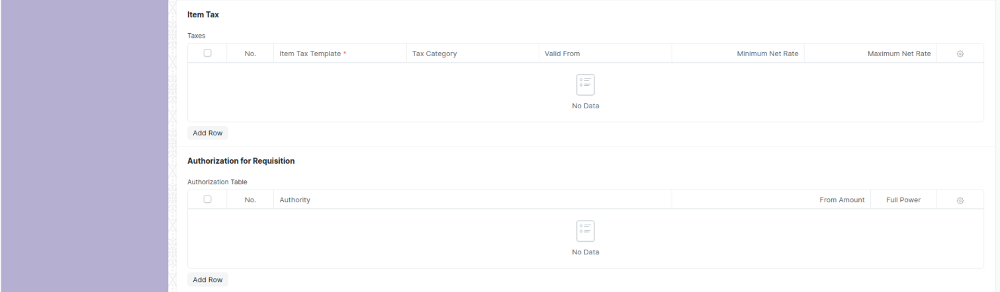 Item Tax
Taxes
No. Item Tax Template * Tax Category Valid From Minimum Net Rate Maximum Net Rate
No Data
Add Row
Authorization for Requisition
Authorization Table
No. Authority From Amount Full Power
No Data
Add Row